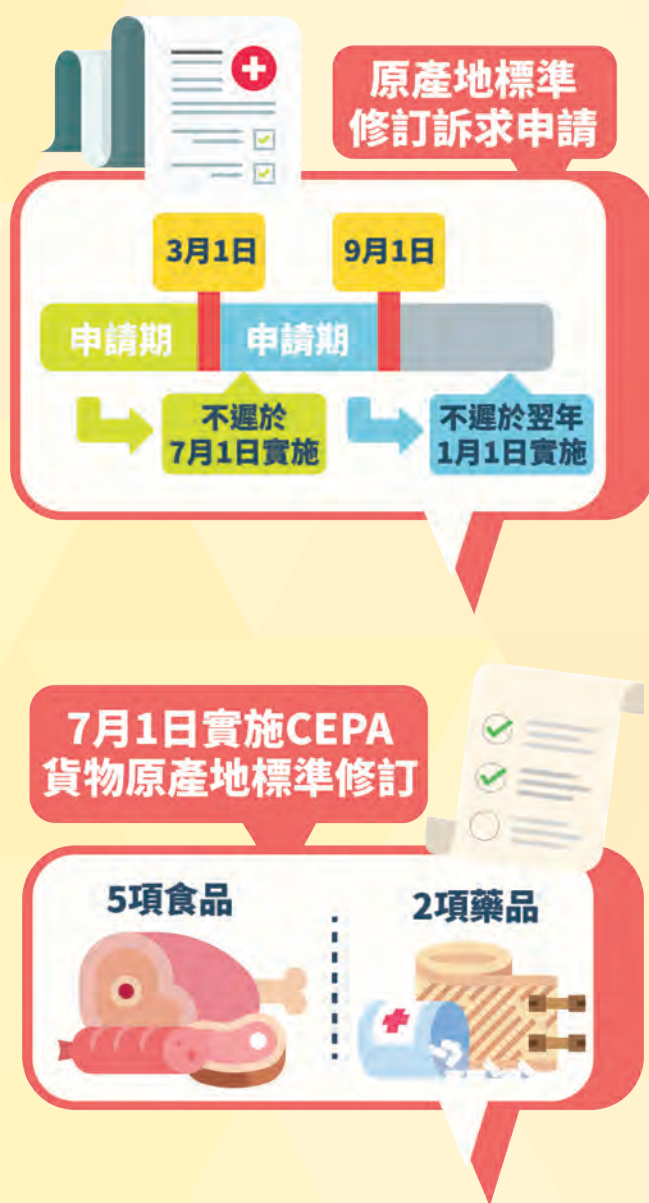 原產地標準
修訂訴求申請
3月1日
9月1日
申請期
申請期
不遲於
7月1日實施
不遲於翌年
1月1日實施
7月1日實施CEPA
貨物原產地標準修訂
5項食品
2項藥品